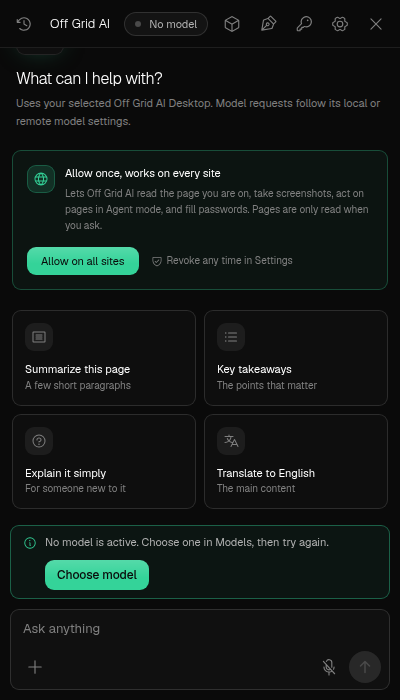 Off Grid AI
No model
What can I help with?
Uses your selected Off Grid AI Desktop. Model requests follow its local or
remote model settings.
Allow once, works on every site
Lets Off Grid AI read the page you are on, take screenshots, act on
pages in Agent mode, and fill passwords. Pages are only read when
you ask.
Allow on all sites
Revoke any time in Settings
Summarize this page
A few short paragraphs
Key takeaways
The points that matter
Explain it simply
For someone new to it
Translate to English
The main content
No model is active. Choose one in Models, then try again.
Choose model
Ask anything